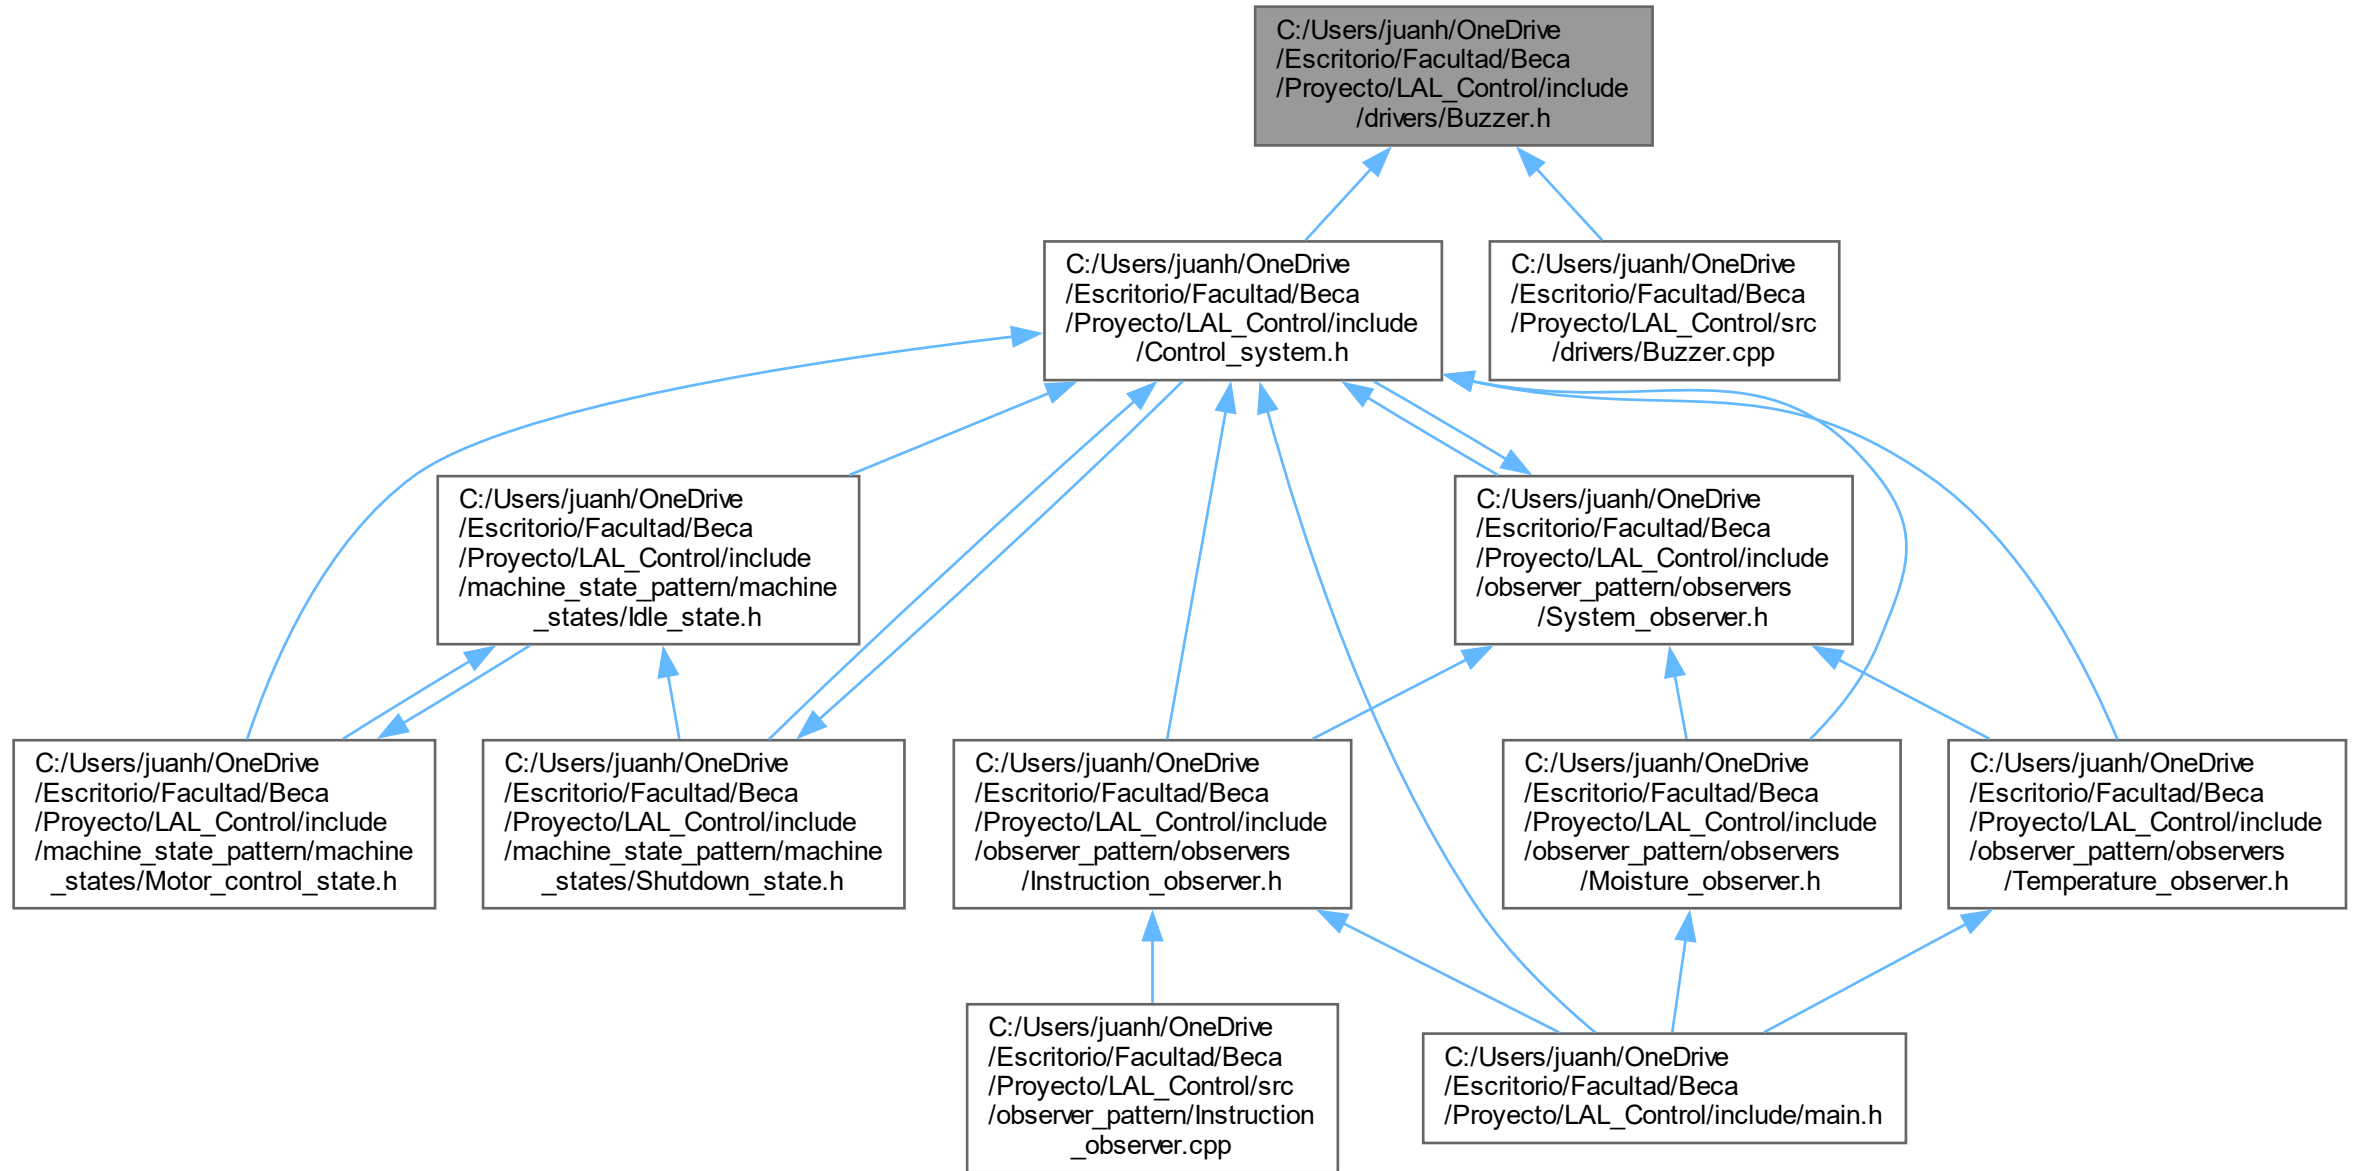 C:/Users/juanh/OneDrive
/Escritorio/Facultad/Beca
/Proyecto/LAL_Control/include
/drivers/Buzzer.h
C:/Users/juanh/OneDrive
/Escritorio/Facultad/Beca
/Proyecto/LAL_Control/include
/Control_system.h
C:/Users/juanh/OneDrive
/Escritorio/Facultad/Beca
/Proyecto/LAL_Control/src
/drivers/Buzzer.cpp
C:/Users/juanh/OneDrive
/Escritorio/Facultad/Beca
/Proyecto/LAL_Control/include
/machine_state_pattern/machine
_states/Idle_state.h
C:/Users/juanh/OneDrive
/Escritorio/Facultad/Beca
/Proyecto/LAL_Control/include
/observer_pattern/observers
/System_observer.h
C:/Users/juanh/OneDrive
/Escritorio/Facultad/Beca
/Proyecto/LAL_Control/include
/machine_state_pattern/machine
_states/Motor_control_state.h
C:/Users/juanh/OneDrive
/Escritorio/Facultad/Beca
/Proyecto/LAL_Control/include
/machine_state_pattern/machine
_states/Shutdown_state.h
C:/Users/juanh/OneDrive
/Escritorio/Facultad/Beca
/Proyecto/LAL_Control/include
/observer_pattern/observers
/Instruction_observer.h
C:/Users/juanh/OneDrive
/Escritorio/Facultad/Beca
/Proyecto/LAL_Control/include
/observer_pattern/observers
/Moisture_observer.h
C:/Users/juanh/OneDrive
/Escritorio/Facultad/Beca
/Proyecto/LAL_Control/include
/observer_pattern/observers
/Temperature_observer.h
C:/Users/juanh/OneDrive
/Escritorio/Facultad/Beca
/Proyecto/LAL_Control/src
/observer_pattern/Instruction
_observer.cpp
C:/Users/juanh/OneDrive
/Escritorio/Facultad/Beca
/Proyecto/LAL_Control/include/main.h